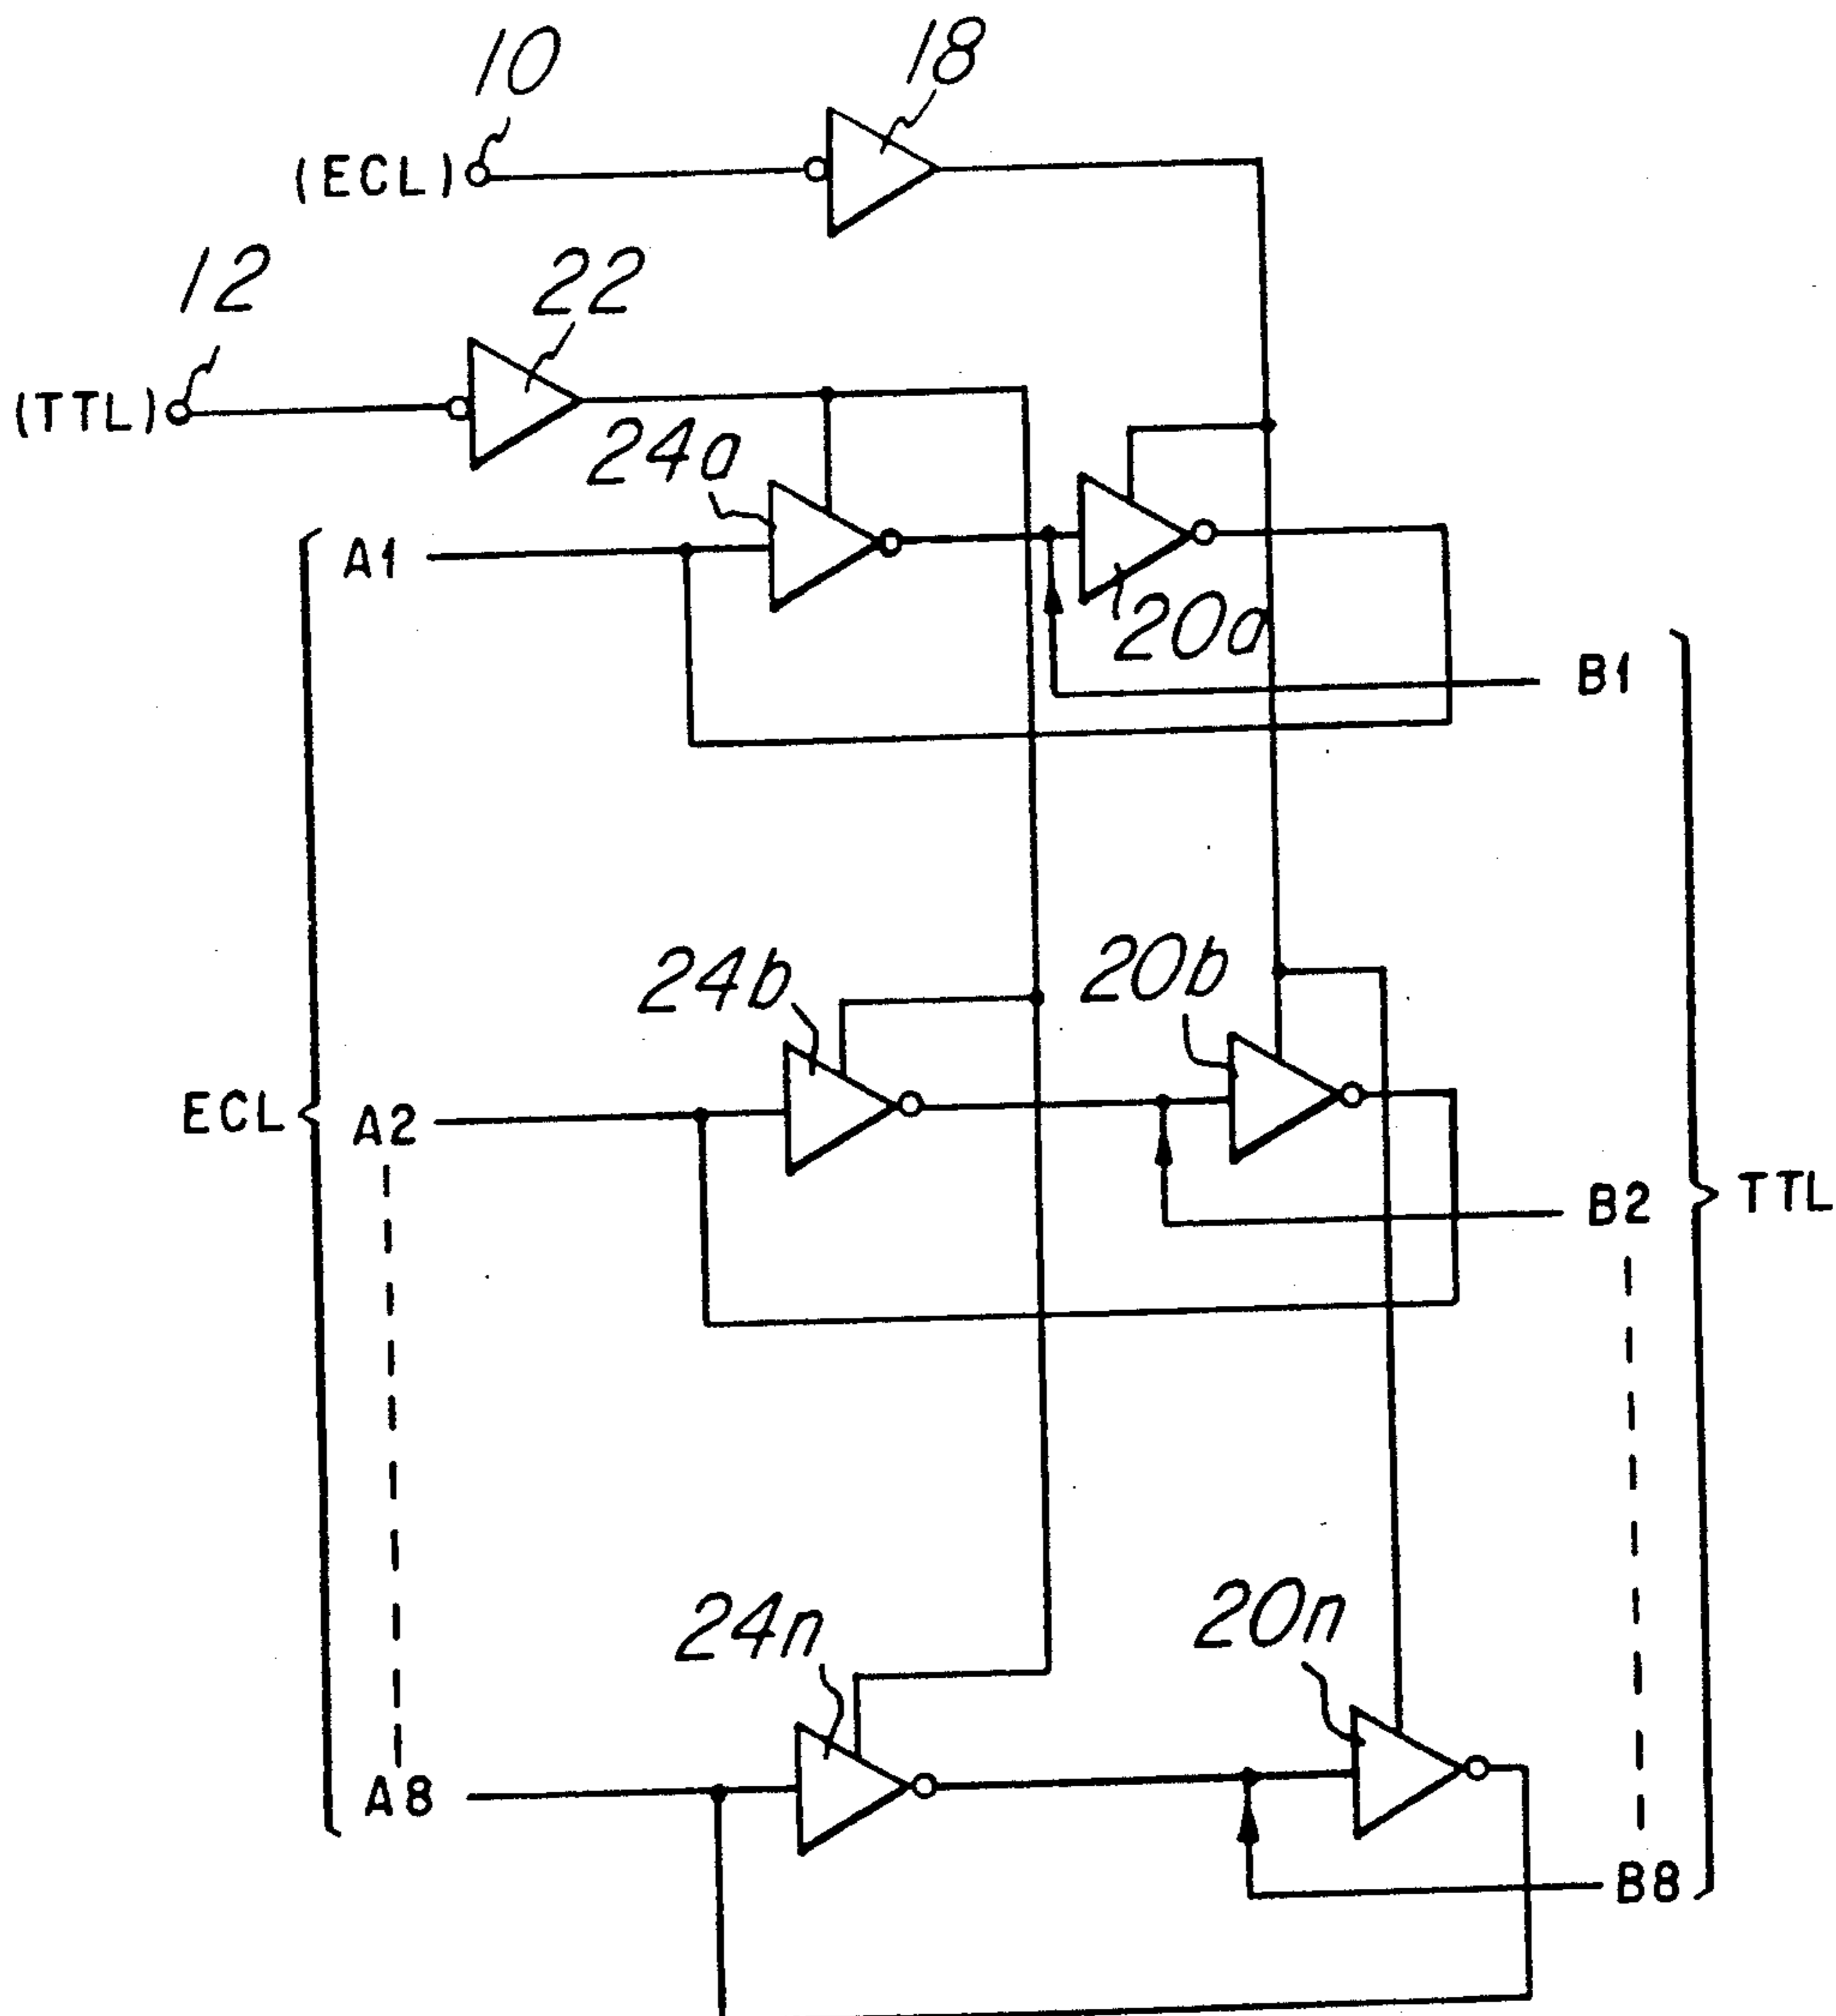 10
18
(ECL)
12
22
(TTL)
24a
A1
20a
B1
24b
20b
ECL
A2
B2
TTL
24n
20n
A8
B8